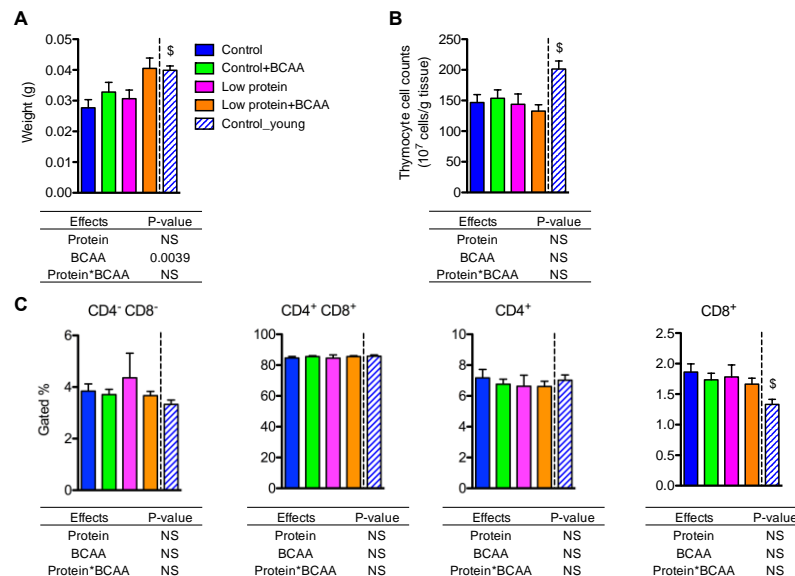 A
Weight (g)
0.05
0.04
0.03
0.02
0.01
0.00
$
Control
Control+BCAA
Low protein
Low protein+BCAA
Control_young
Effects P-value
Protein NS
BCAA 0.0039
Protein*BCAA NS
B
Thymocyte cell counts
(10⁷ cells/g tissue)
250
200
150
100
50
0
$
Effects P-value
Protein NS
BCAA NS
Protein*BCAA NS
C
CD4⁻ CD8⁻
Gated %
6
4
2
0
Effects P-value
Protein NS
BCAA NS
Protein*BCAA NS
CD4⁺ CD8⁺
100
80
60
40
20
0
Effects P-value
Protein NS
BCAA NS
Protein*BCAA NS
CD4⁺
10
8
6
4
2
0
Effects P-value
Protein NS
BCAA NS
Protein*BCAA NS
CD8⁺
2.5
2.0
1.5
1.0
0.5
0.0
$
Effects P-value
Protein NS
BCAA NS
Protein*BCAA NS